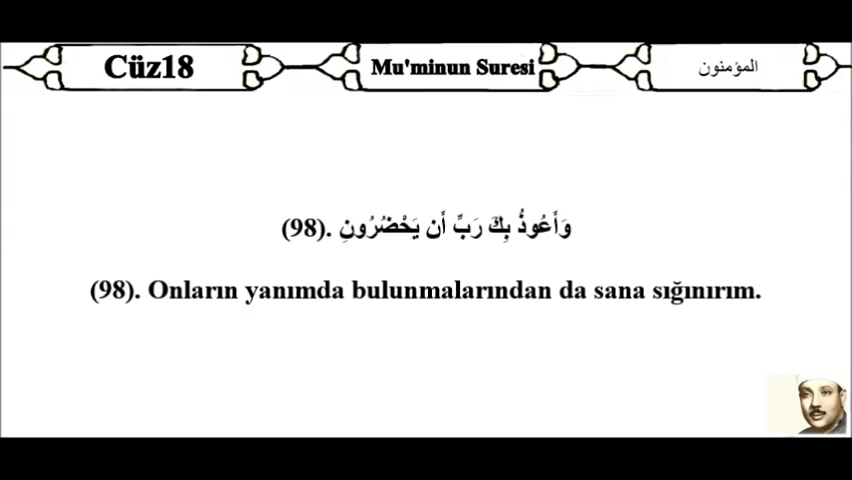 Cüz18
Mu'minun Suresi
المؤمنون
وَأَعُوذُ بِكَ رَبِّ أَن يَحْضُرُونِ .(98)
(98). Onların yanımda bulunmalarından da sana sığınırım.